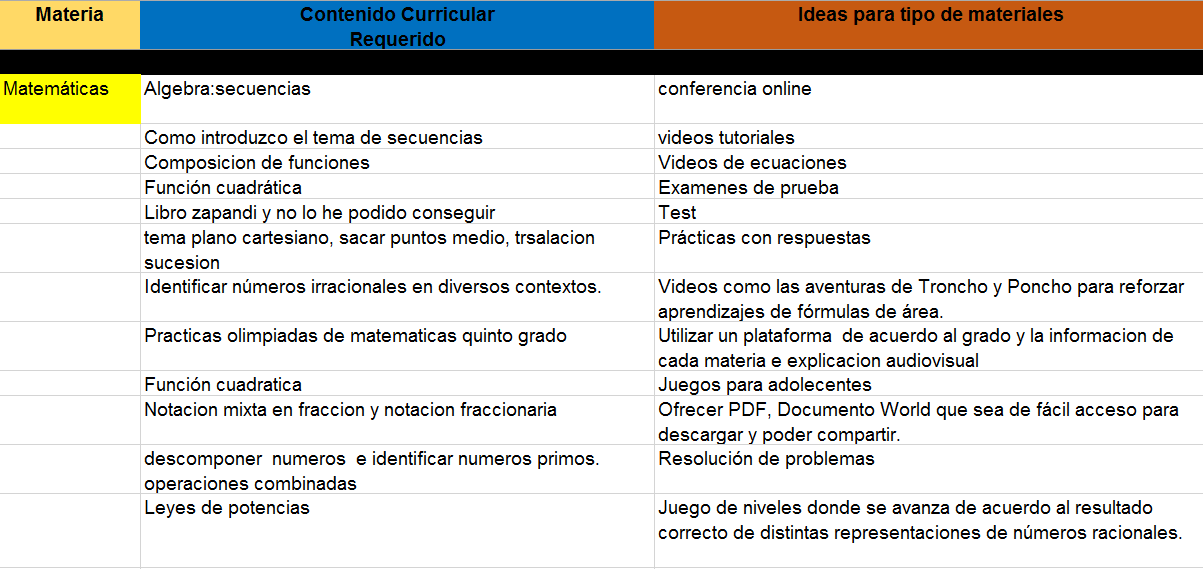 Materia
Contenido Curricular
Requerido
Ideas para tipo de materiales
Matemáticas
Algebra:secuencias
conferencia online
Como introduzco el tema de secuencias
videos tutoriales
Composicion de funciones
Videos de ecuaciones
Función cuadrática
Examenes de prueba
Libro zapandi y no lo he podido conseguir
Test
tema plano cartesiano, sacar puntos medio, trsalacion
sucesion
Prácticas con respuestas
Identificar números irracionales en diversos contextos.
Videos como las aventuras de Troncho y Poncho para reforzar
aprendizajes de fórmulas de área.
Practicas olimpiadas de matematicas quinto grado
Utilizar un plataforma  de acuerdo al grado y la informacion de
cada materia e explicacion audiovisual
Función cuadratica
Juegos para adolecentes
Notacion mixta en fraccion y notacion fraccionaria
Ofrecer PDF, Documento World que sea de fácil acceso para
descargar y poder compartir.
descomponer  numeros  e identificar numeros primos.
operaciones combinadas
Resolución de problemas
Leyes de potencias
Juego de niveles donde se avanza de acuerdo al resultado
correcto de distintas representaciones de números racionales.